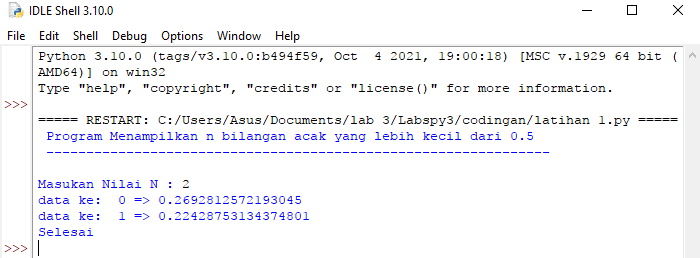 IDLE Shell 3.10.0
File Edit Shell Debug Options Window Help
Python 3.10.0 (tags/v3.10.0:b494f59, Oct  4 2021, 19:00:18) [MSC v.1929 64 bit (
AMD64)] on win32
Type "help", "copyright", "credits" or "license()" for more information.
>>>
===== RESTART: C:/Users/Asus/Documents/lab 3/Labspy3/codingan/latihan 1.py =====
Program Menampilkan n bilangan acak yang lebih kecil dari 0.5
--------------------------------------------------------------
Masukan Nilai N : 2
data ke:  0 => 0.2692812572193045
data ke:  1 => 0.22428753134374801
Selesai
>>>